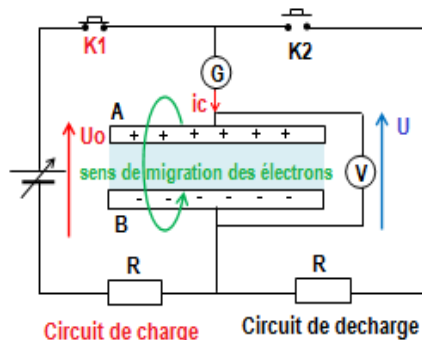 K1
K2
G
ic
A
Uo
+ + + + + +
U
sens de migration des électrons
V
- - - - - -
B
R
R
Circuit de charge
Circuit de decharge